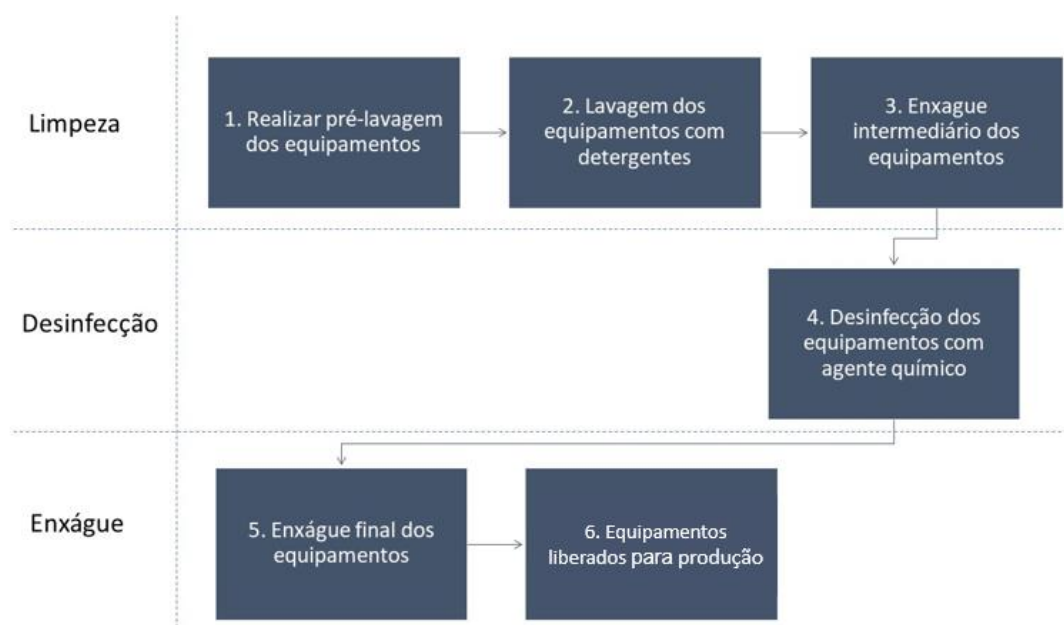 Limpeza
1. Realizar pré-lavagem
dos equipamentos
2. Lavagem dos
equipamentos com
detergentes
3. Enxague
intermediário dos
equipamentos
Desinfecção
4. Desinfecção dos
equipamentos com
agente químico
Enxágue
5. Enxágue final dos
equipamentos
6. Equipamentos
liberados para produção